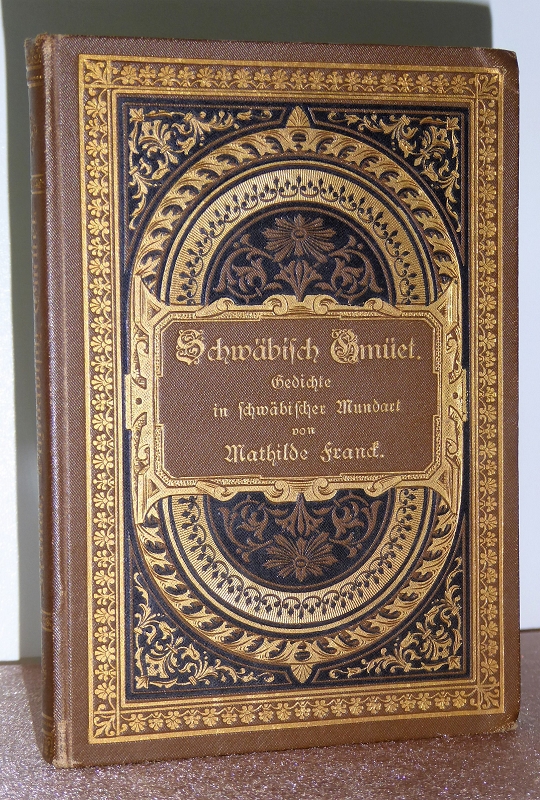 Schwäbisch Gmüet.
Gedichte
in schwäbischer Mundart
von
Mathilde Franck.